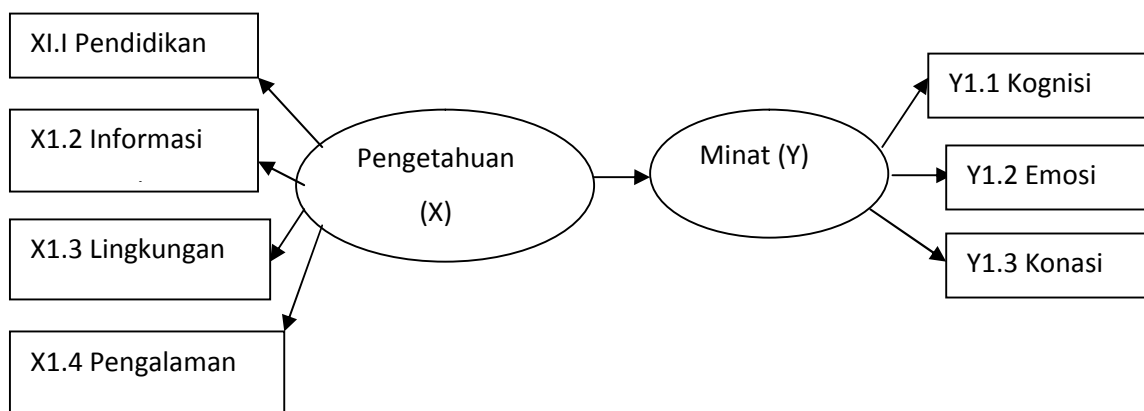 XI.I Pendidikan
X1.2 Informasi
.
X1.3 Lingkungan
X1.4 Pengalaman
Pengetahuan
(X)
Minat (Y)
Y1.1 Kognisi
Y1.2 Emosi
Y1.3 Konasi